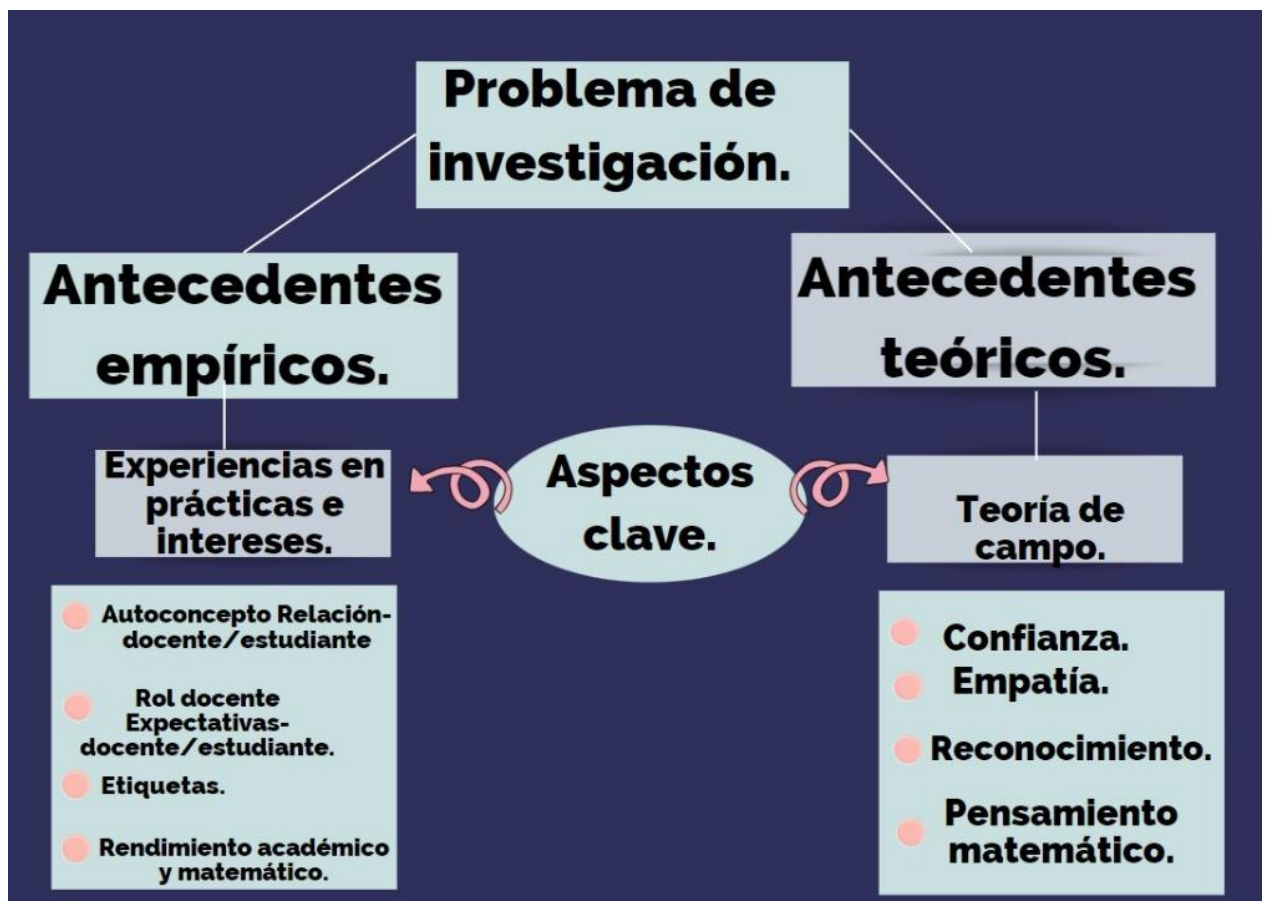 Problema de
investigación.
Antecedentes
empíricos.
Antecedentes
teóricos.
Experiencias en
prácticas e
intereses.
Aspectos
clave.
Teoría de
campo.
Autoconcepto Relación-
docente/estudiante
Rol docente
Expectativas-
docente/estudiante.
Etiquetas.
Rendimiento académico
y matemático.
Confianza.
Empatía.
Reconocimiento.
Pensamiento
matemático.